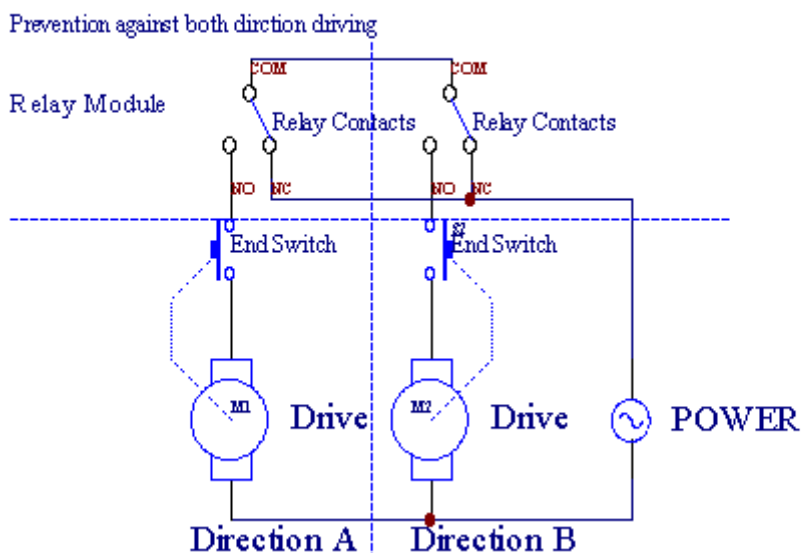 Prevention against both dirction driving
COM COM
Relay Module
Relay Contacts Relay Contacts
NO NC NO NC
End Switch End Switch
M1 Drive M2 Drive POWER
Direction A Direction B